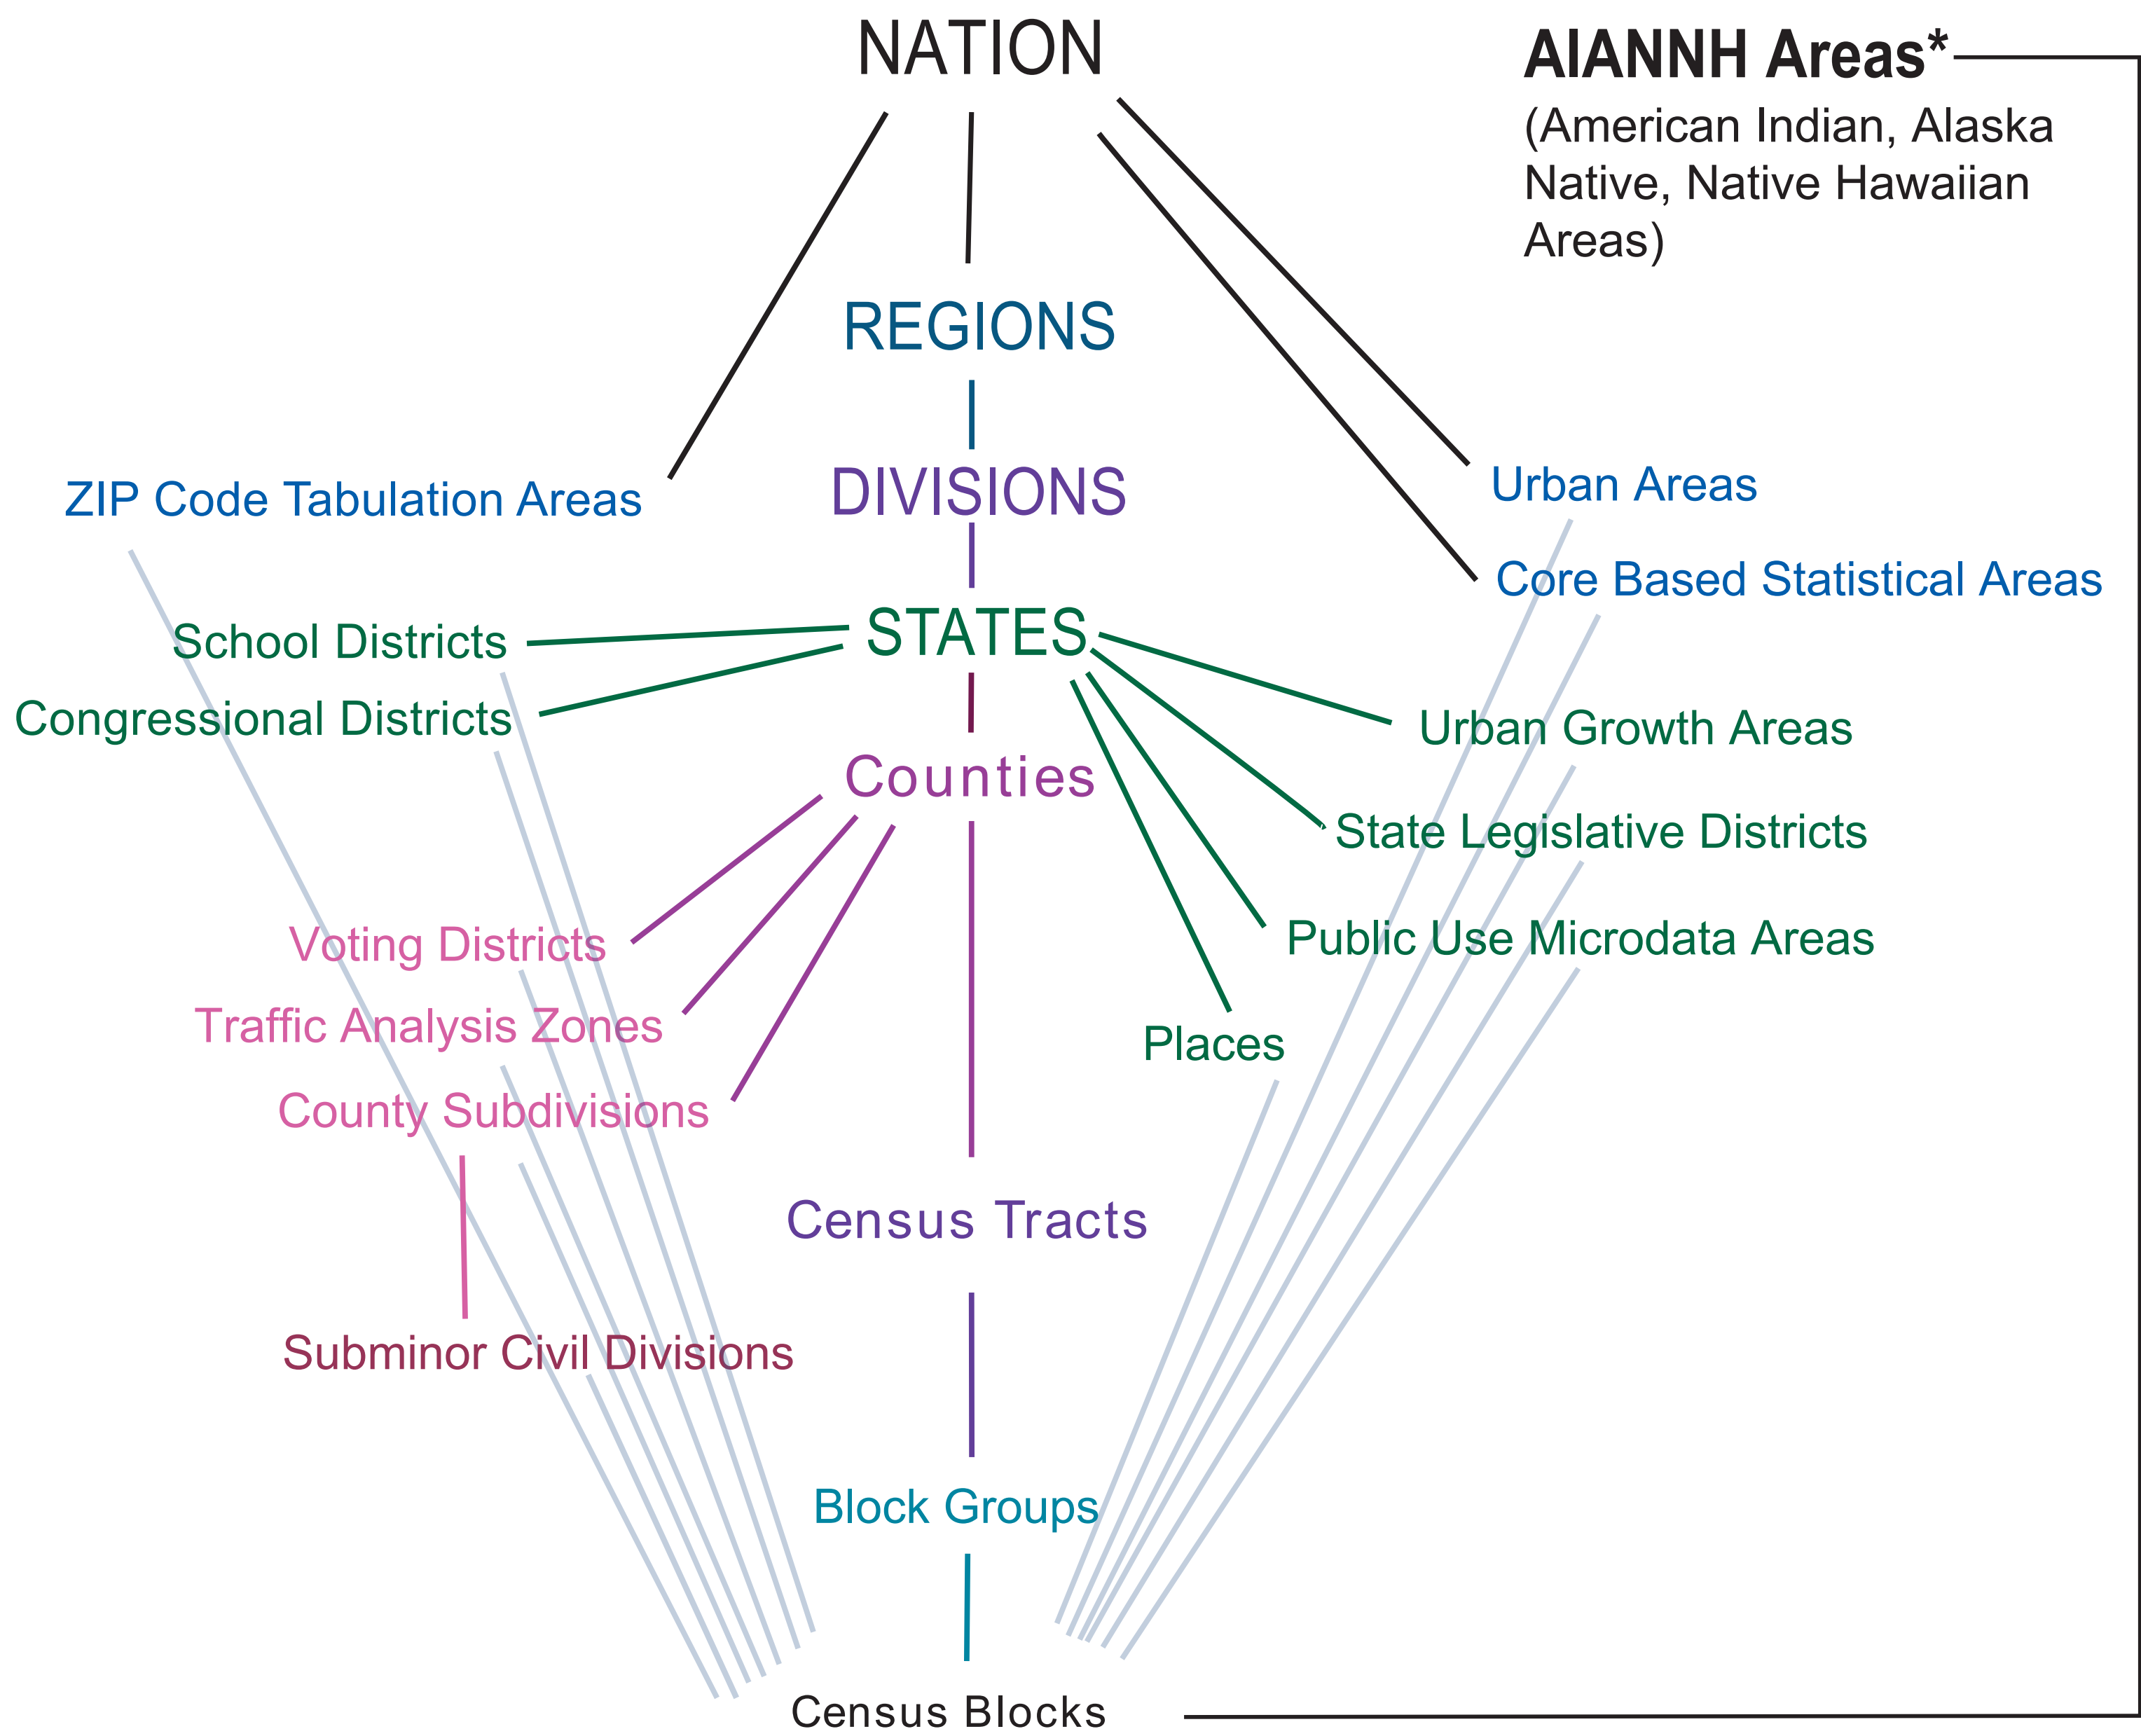 NATION
AIANNH Areas*
(American Indian, Alaska
Native, Native Hawaiian
Areas)
REGIONS
DIVISIONS
ZIP Code Tabulation Areas
Urban Areas
Core Based Statistical Areas
STATES
School Districts
Congressional Districts
Urban Growth Areas
Counties
State Legislative Districts
Voting Districts
Public Use Microdata Areas
Traffic Analysis Zones
Places
County Subdivisions
Census Tracts
Subminor Civil Divisions
Block Groups
Census Blocks